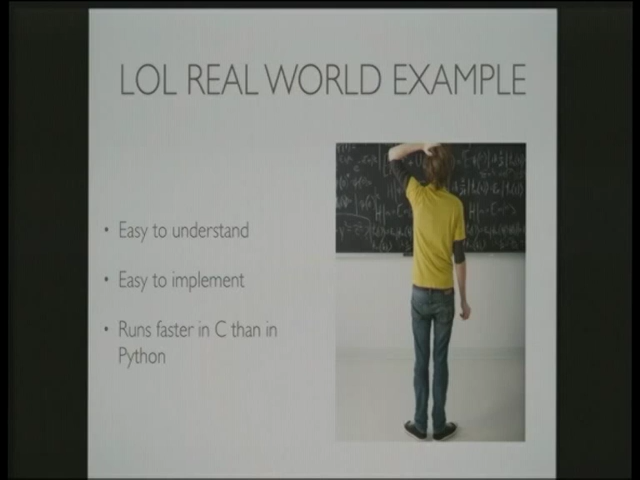 LOL REAL WORLD EXAMPLE
• Easy to understand
• Easy to implement
• Runs faster in C than in
Python